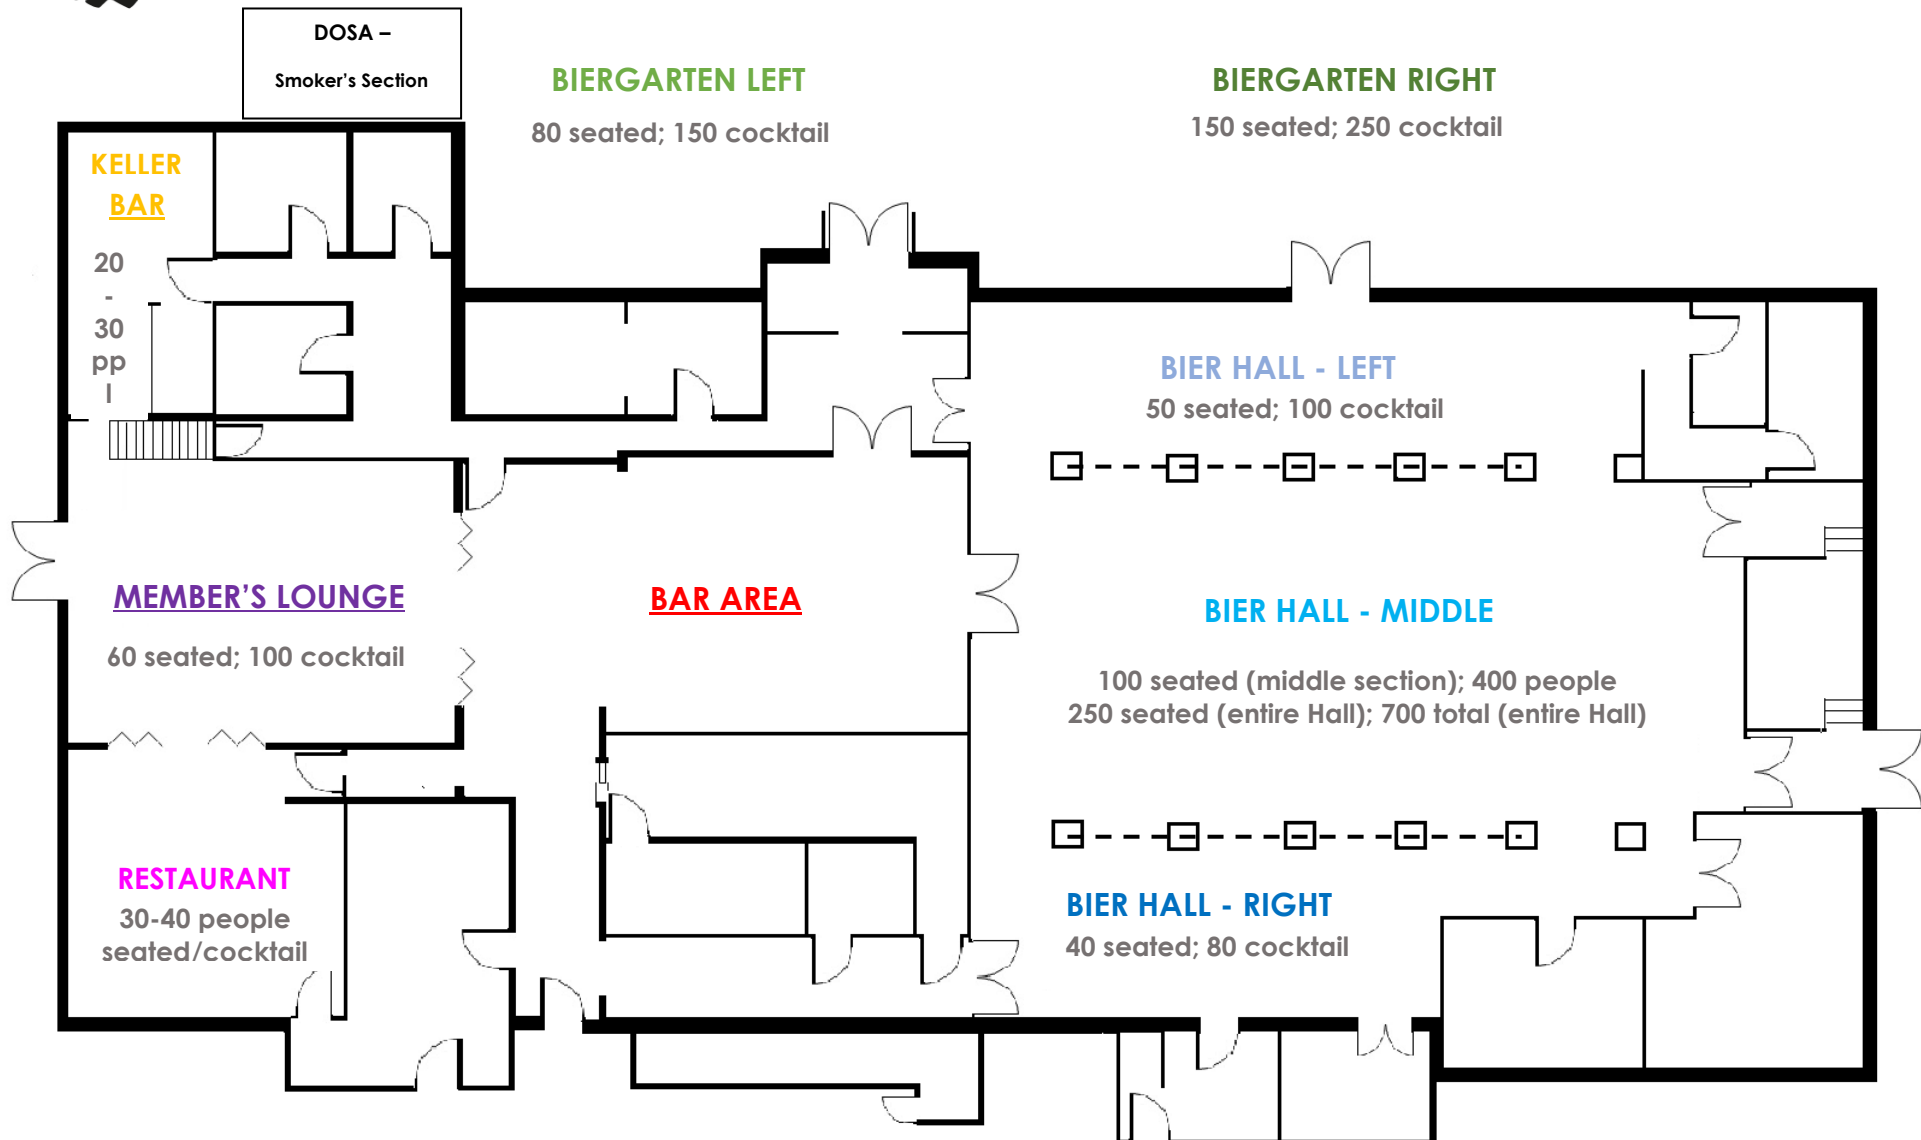 DOSA –
Smoker's Section
BIERGARTEN LEFT
80 seated; 150 cocktail
BIERGARTEN RIGHT
150 seated; 250 cocktail
KELLER
BAR
20
-
30
pp
l
BIER HALL - LEFT
50 seated; 100 cocktail
MEMBER'S LOUNGE
60 seated; 100 cocktail
BAR AREA
BIER HALL - MIDDLE
100 seated (middle section); 400 people
250 seated (entire Hall); 700 total (entire Hall)
RESTAURANT
30-40 people
seated/cocktail
BIER HALL - RIGHT
40 seated; 80 cocktail